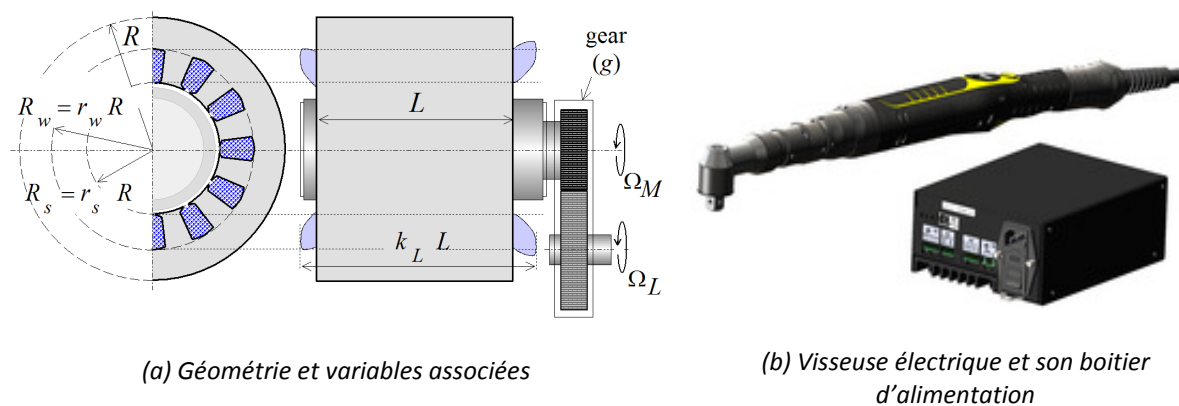 gear
(g)
R
R_w = r_w R
L
R_s = r_s R
Ω_M
k_L L
Ω_L
(a) Géométrie et variables associées
(b) Visseuse électrique et son boitier
d’alimentation